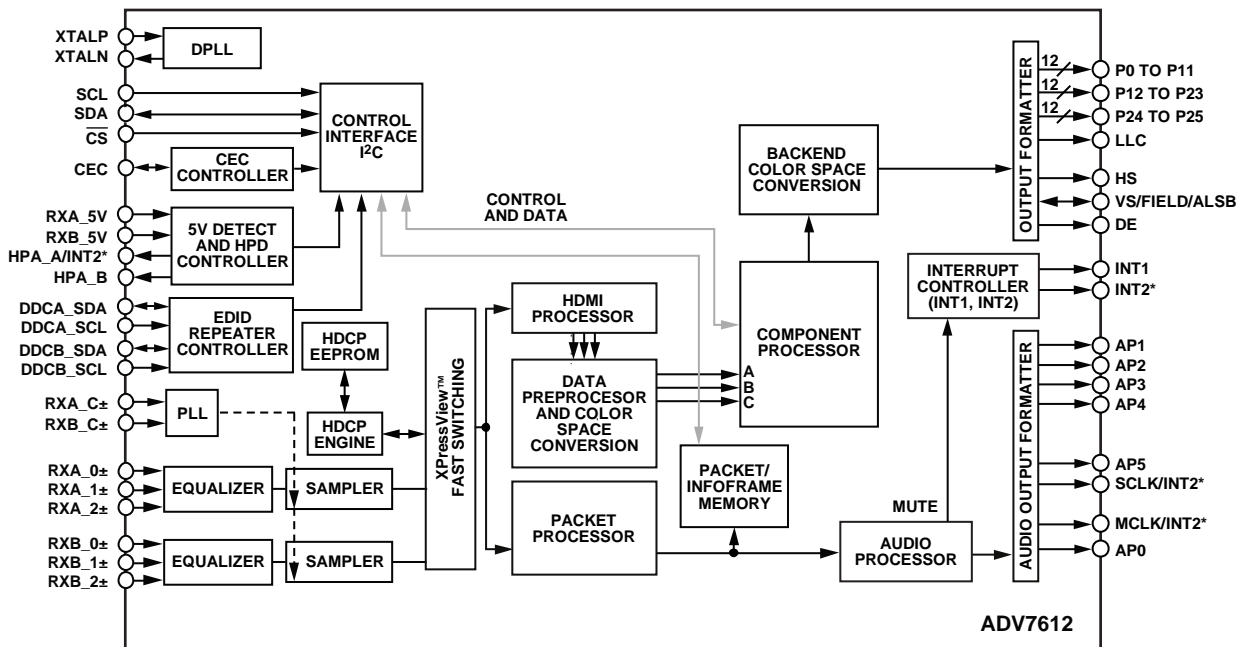 XTALP
XTALN
DPLL
SCL
SDA
CS
CEC
CEC
CONTROLLER
CONTROL
INTERFACE
I2C
RXA_5V
RXB_5V
HPA_A/INT2*
HPA_B
5V DETECT
AND HPD
CONTROLLER
DDCA_SDA
DDCA_SCL
DDCB_SDA
DDCB_SCL
EDID
REPEATER
CONTROLLER
HDCP
EEPROM
HDCP
ENGINE
RXA_C±
RXB_C±
PLL
RXA_0±
RXA_1±
RXA_2±
EQUALIZER
SAMPLER
RXB_0±
RXB_1±
RXB_2±
EQUALIZER
SAMPLER
XPressView™
FAST SWITCHING
CONTROL
AND DATA
HDMI
PROCESSOR
DATA
PREPROCESOR
AND COLOR
SPACE
CONVERSION
PACKET
PROCESSOR
A
B
C
COMPONENT
PROCESSOR
BACKEND
COLOR SPACE
CONVERSION
PACKET/
INFOFRAME
MEMORY
MUTE
AUDIO
PROCESSOR
INTERRUPT
CONTROLLER
(INT1, INT2)
OUTPUT FORMATTER
12
12
12
P0 TO P11
P12 TO P23
P24 TO P25
LLC
HS
VS/FIELD/ALSB
DE
INT1
INT2*
AUDIO OUTPUT FORMATTER
AP1
AP2
AP3
AP4
AP5
SCLK/INT2*
MCLK/INT2*
AP0
ADV7612